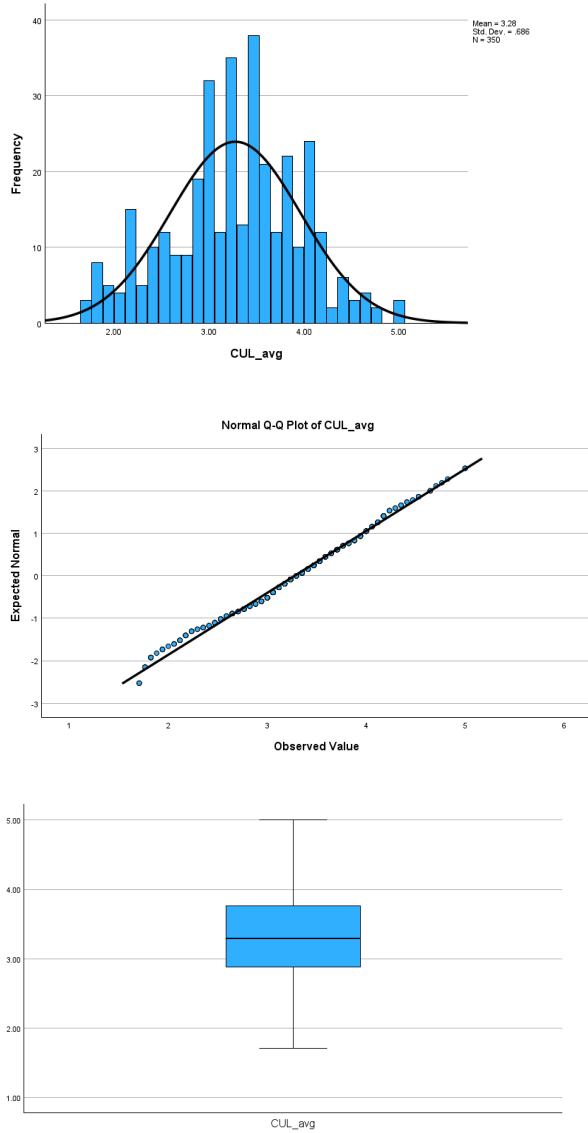 Mean = 3.28
Std. Dev. = .686
N = 350
40
30
20
10
0
Frequency
2.00 3.00 4.00 5.00
CUL_avg
Normal Q-Q Plot of CUL_avg
3
2
1
0
-1
-2
-3
Expected Normal
1 2 3 4 5 6
Observed Value
5.00
4.00
3.00
2.00
1.00
CUL_avg